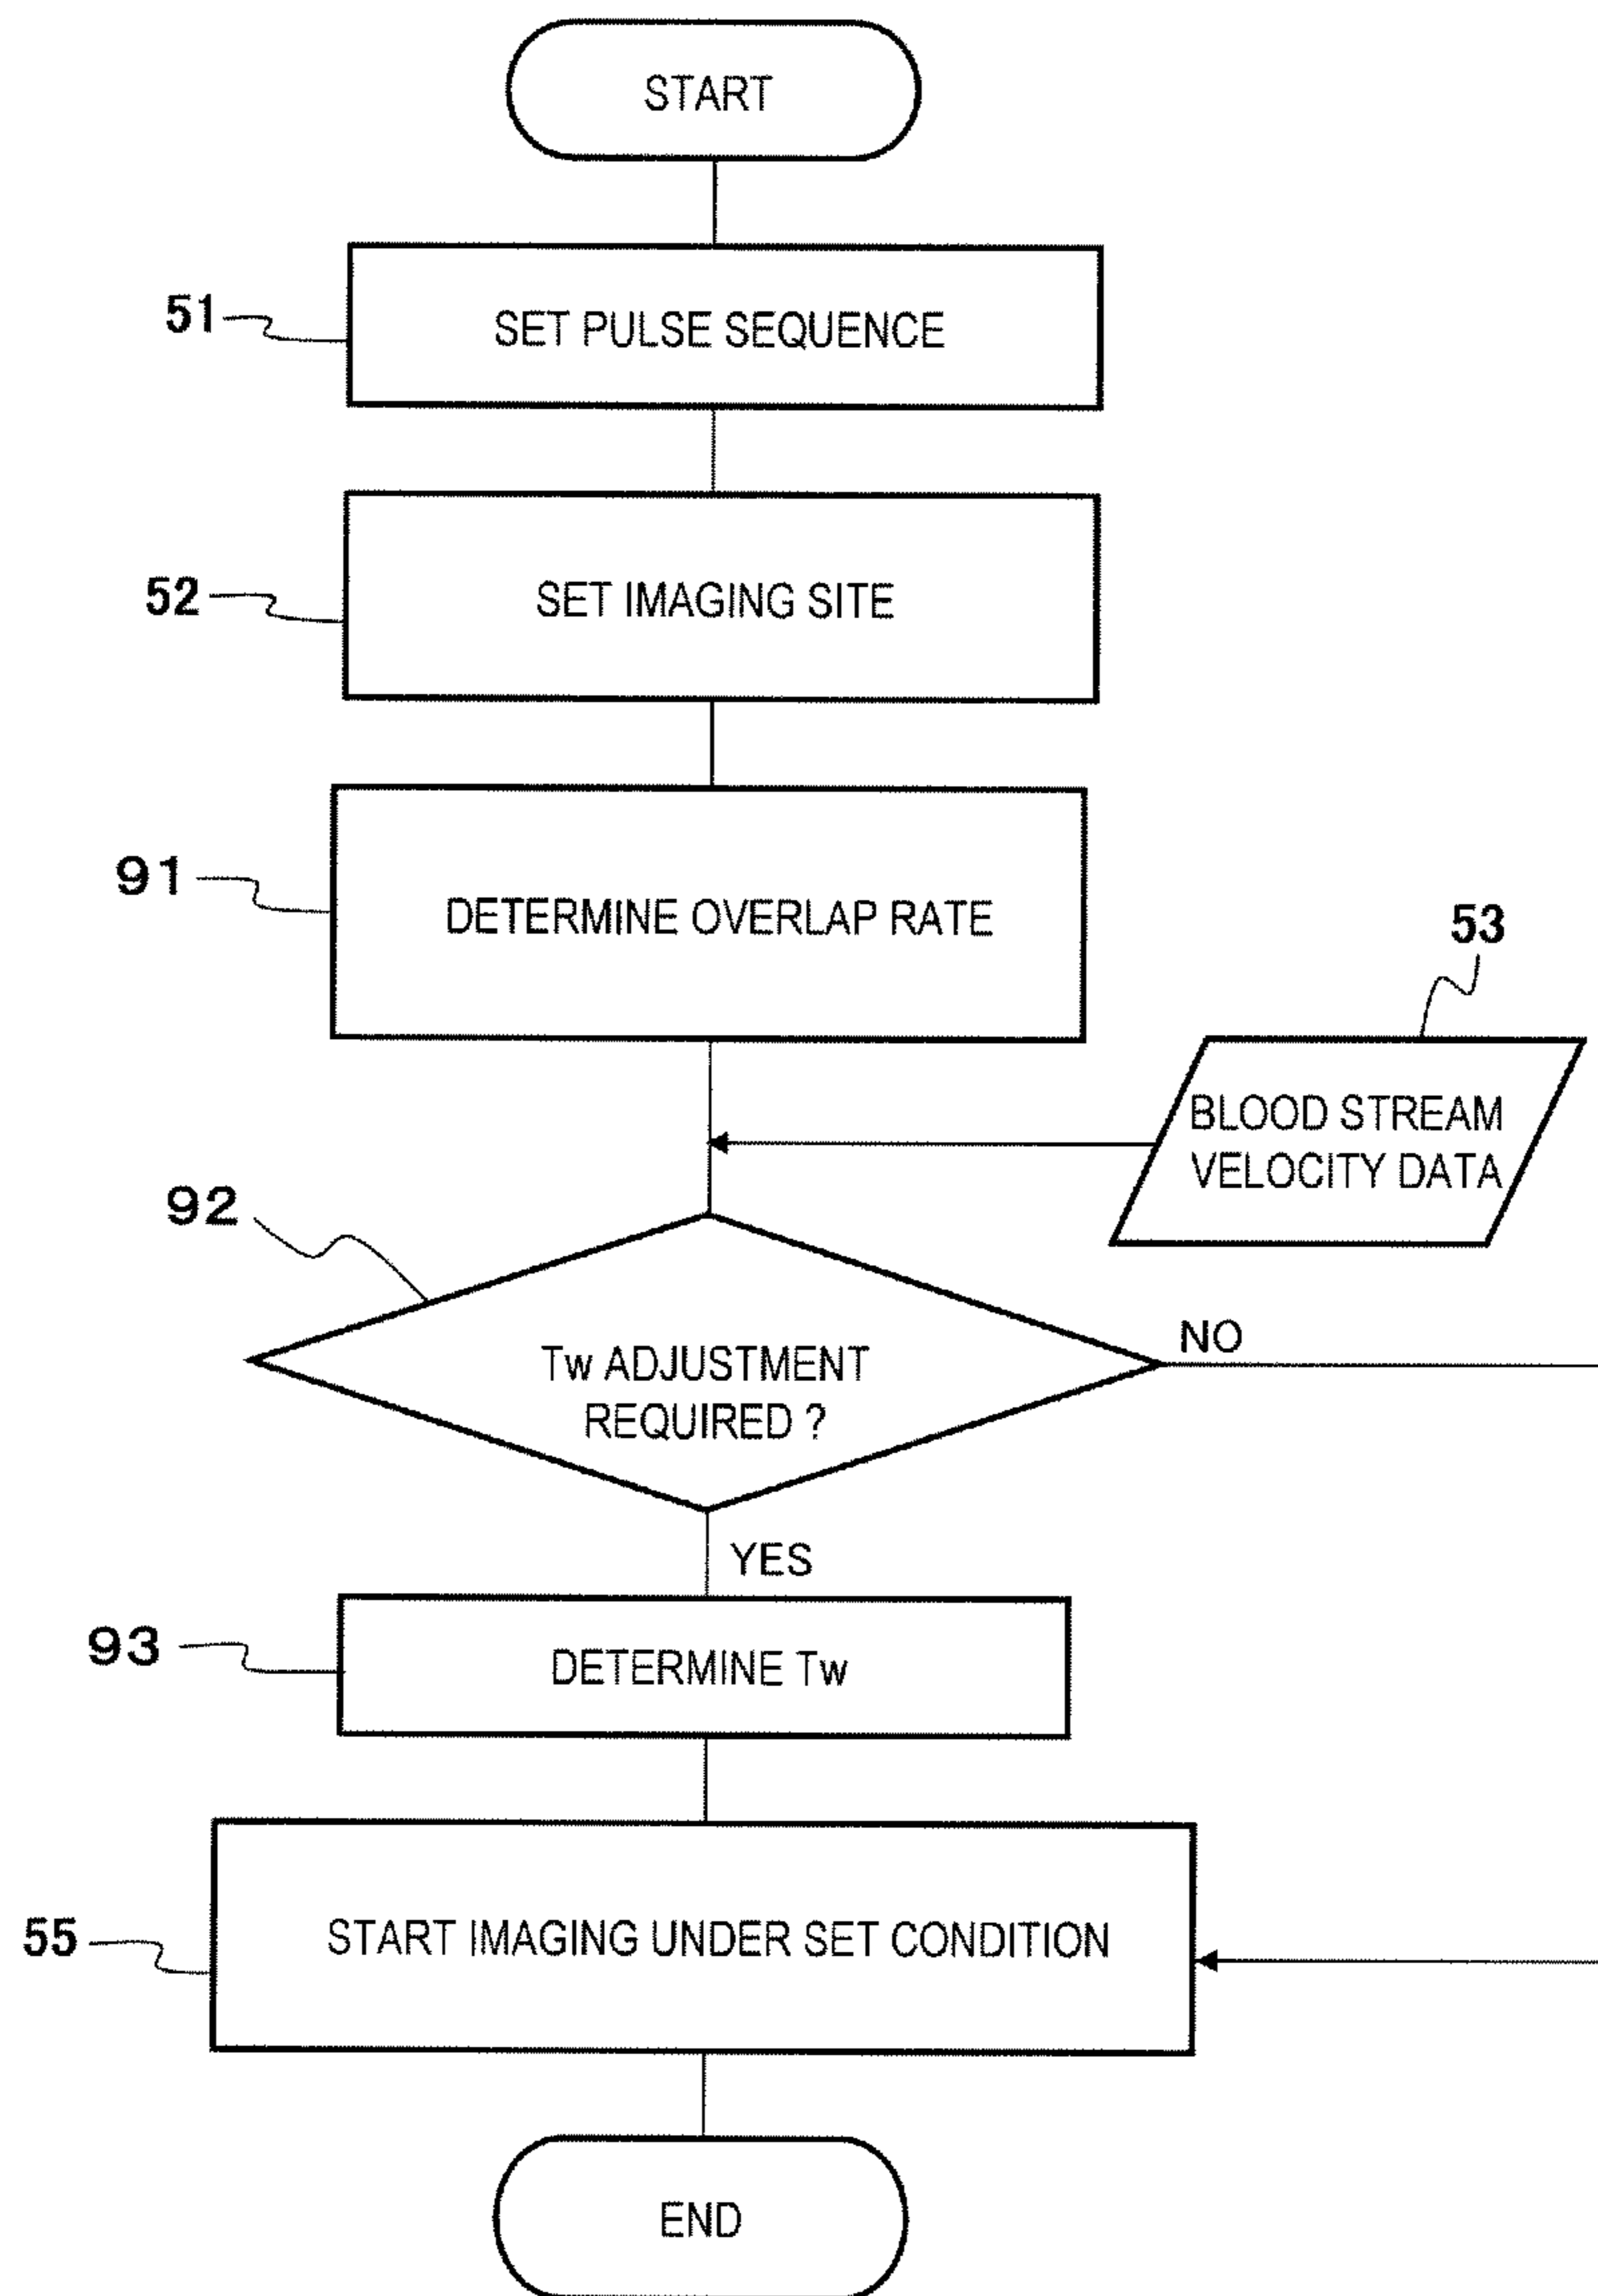 START
51
SET PULSE SEQUENCE
52
SET IMAGING SITE
91
DETERMINE OVERLAP RATE
53
BLOOD STREAM
VELOCITY DATA
92
Tw ADJUSTMENT
REQUIRED ?
NO
YES
93
DETERMINE Tw
55
START IMAGING UNDER SET CONDITION
END